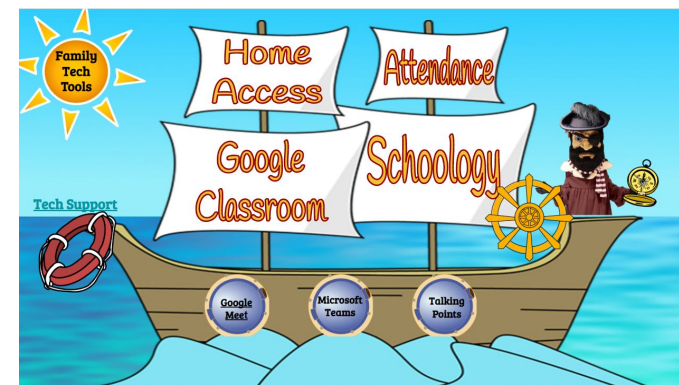 Family
Tech
Tools
Home
Access
Attendance
Google
Classroom
Schoology
Tech Support
Google
Meet
Microsoft
Teams
Talking
Points